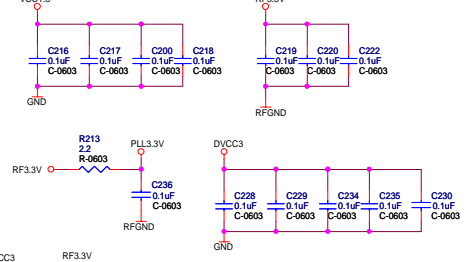 C216 C217 C200 C218 C219 C220 C222
0.1uF 0.1uF 0.1uF 0.1uF 0.1uF 0.1uF 0.1uF
C-0603 C-0603 C-0603 C-0603 C-0603 C-0603 C-0603
GND
RFGND
R213
2.2
R-0603
PLL3.3V
DVCC3
RF3.3V
C236
0.1uF
C-0603
C228 C229 C234 C235 C230
0.1uF 0.1uF 0.1uF 0.1uF 0.1uF
C-0603 C-0603 C-0603 C-0603 C-0603
RFGND
GND
RF3.3V